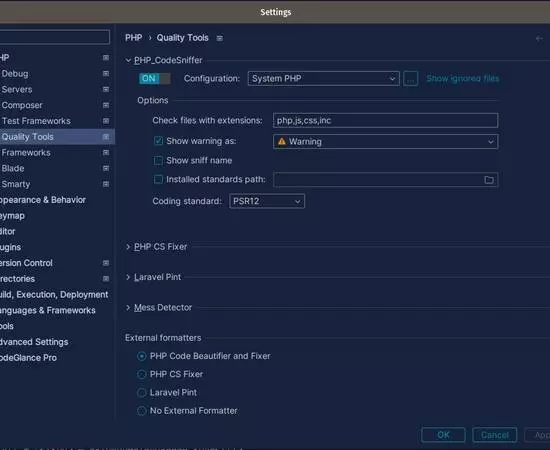 Settings
PHP › Quality Tools
HP
Debug
Servers
Composer
Test Frameworks
Quality Tools
Frameworks
Blade
Smarty
ppearance & Behavior
eymap
ditor
lugins
ersion Control
irectories
uild, Execution, Deployment
anguages & Frameworks
ools
dvanced Settings
odeGlance Pro
PHP_CodeSniffer
ON Configuration: System PHP ... Show ignored files
Options
Check files with extensions: php,js,css,inc
Show warning as: Warning
Show sniff name
Installed standards path:
Coding standard: PSR12
PHP CS Fixer
Laravel Pint
Mess Detector
External formatters
PHP Code Beautifier and Fixer
PHP CS Fixer
Laravel Pint
No External Formatter
OK Cancel App